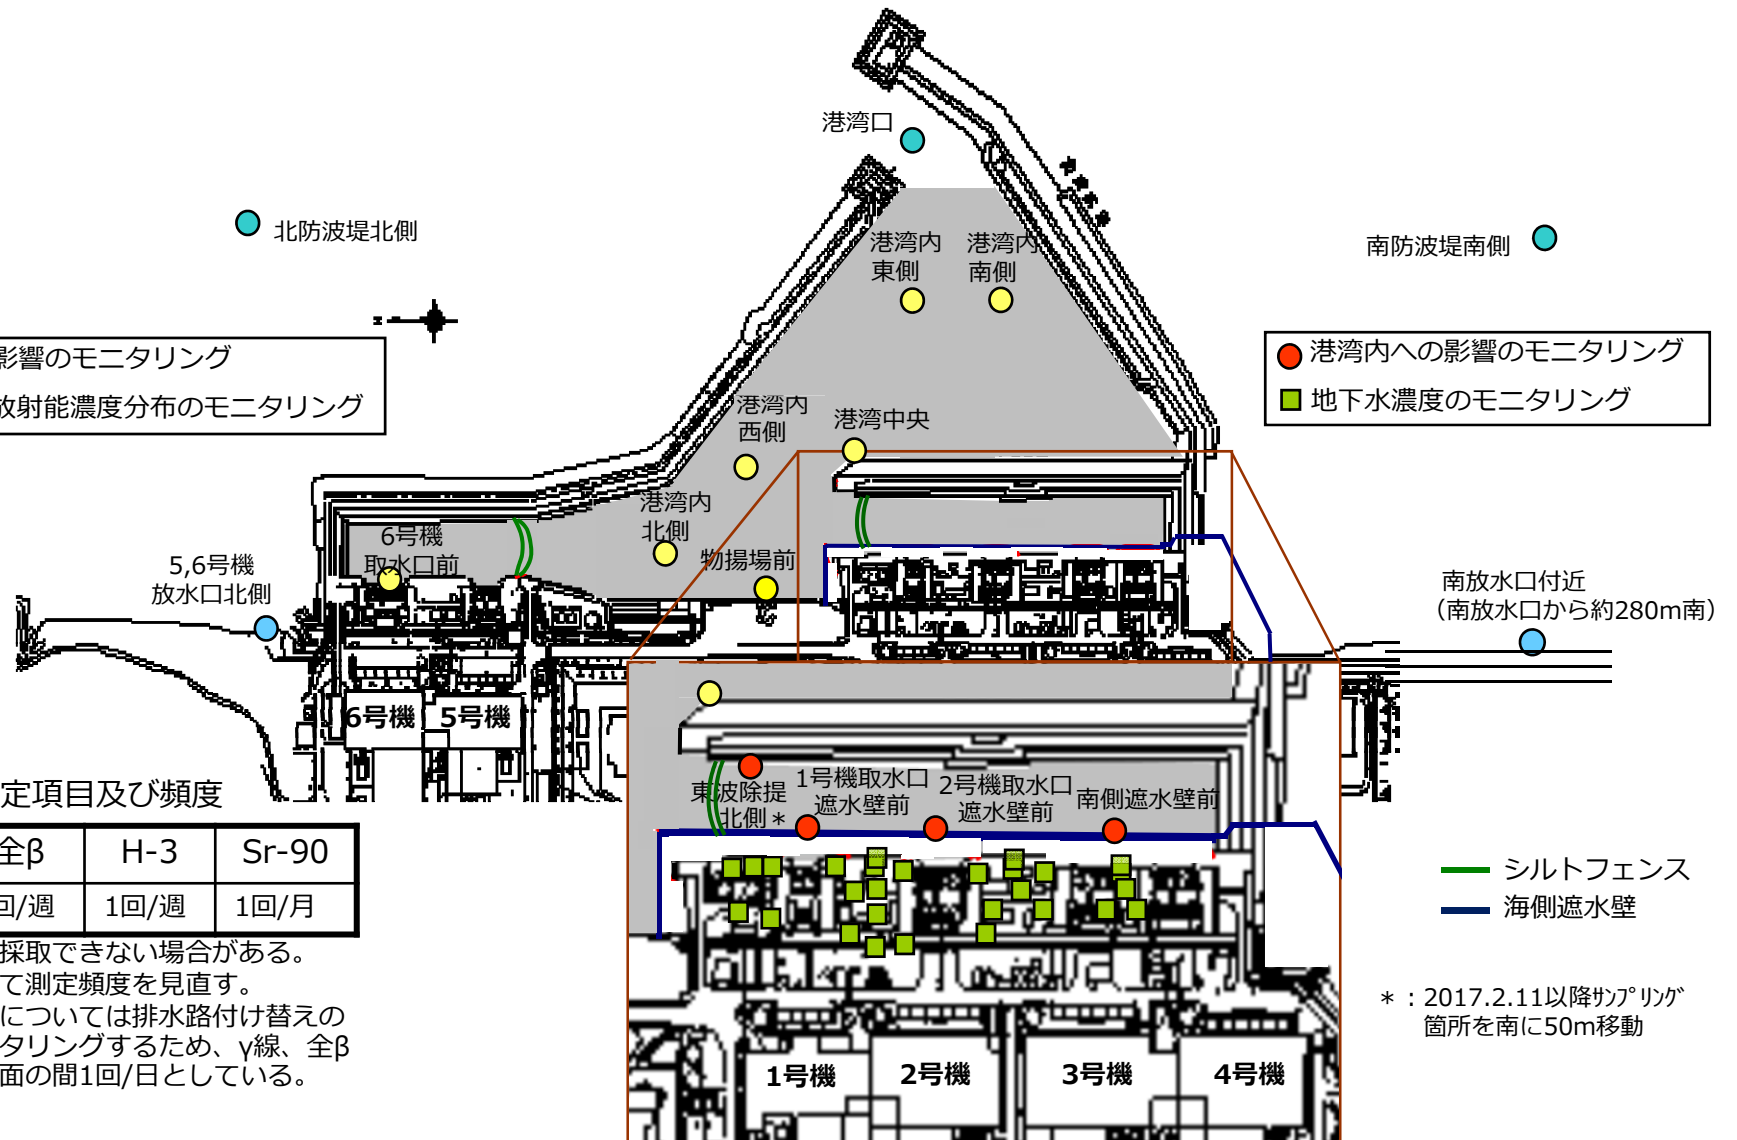 港湾口
北防波堤北側
南防波堤南側
港湾内
東側
港湾内
南側
影響のモニタリング
放射能濃度分布のモニタリング
港湾内への影響のモニタリング
地下水濃度のモニタリング
港湾内
西側
港湾中央
港湾内
北側
6号機
取水口前
物揚場前
5,6号機
放水口北側
南放水口付近
（南放水口から約280m南）
6号機
5号機
東波除堤
北側＊
1号機取水口
遮水壁前
2号機取水口
遮水壁前
南側遮水壁前
定項目及び頻度
全β H-3 Sr-90
回/週 1回/週 1回/月
採取できない場合がある。
て測定頻度を見直す。
については排水路付け替えの
タリングするため、γ線、全β
面の間1回/日としている。
シルトフェンス
海側遮水壁
＊：2017.2.11以降ｻﾝﾌﾟﾘﾝｸﾞ
箇所を南に50m移動
1号機
2号機
3号機
4号機